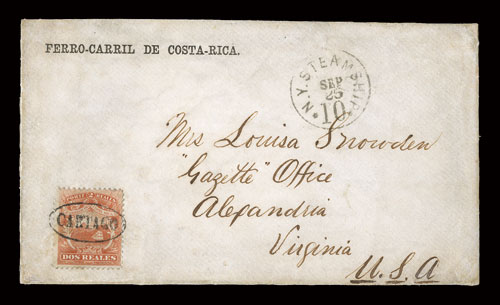 FERRO-CARRIL DE COSTA-RICA.
N.Y. STEAMSHIP
SEP
25
10
Mrs Louisa Snowden
"Gazette" Office
Alexandria
Virginia
U.S.A
CARTAGO
DOS REALES